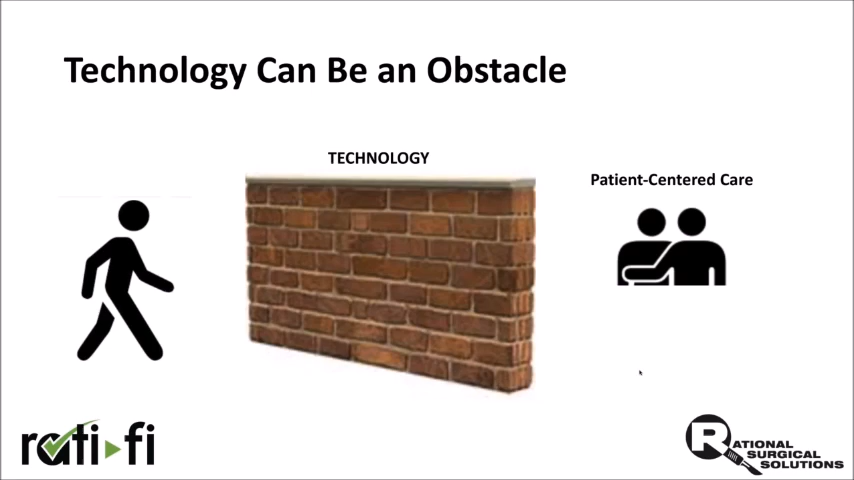 Technology Can Be an Obstacle
TECHNOLOGY
Patient-Centered Care
rati-fi
RATIONAL
SURGICAL
SOLUTIONS